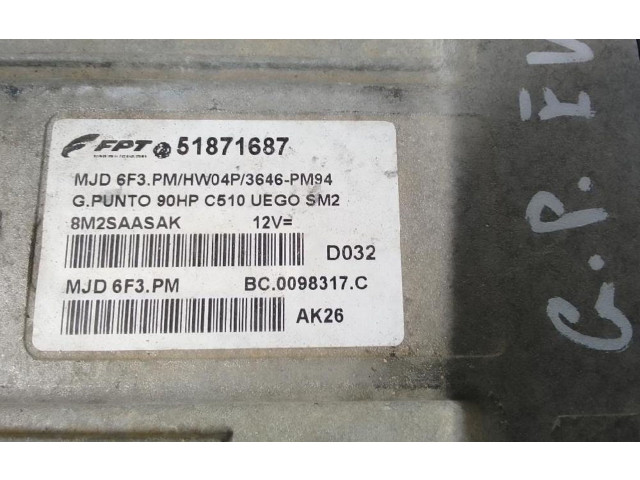 FPT 51871687
MJD 6F3.PM/HW04P/3646-PM94
G.PUNTO 90HP C510 UEGO SM2
8M2SAASAK 12V=
D032
MJD 6F3.PM BC.0098317.C
AK26
G.P. EV